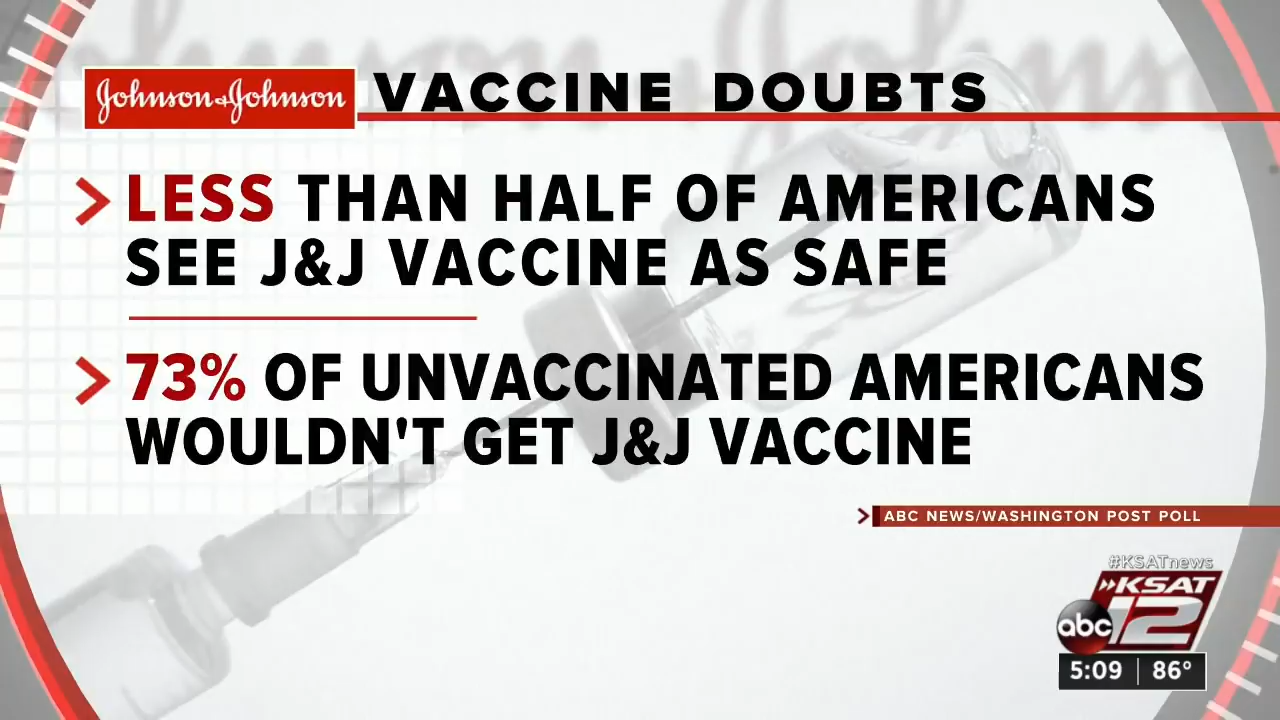 Johnson & Johnson VACCINE DOUBTS
LESS THAN HALF OF AMERICANS
SEE J&J VACCINE AS SAFE
73% OF UNVACCINATED AMERICANS
WOULDN'T GET J&J VACCINE
ABC NEWS/WASHINGTON POST POLL
#KSATnews
KSAT
abc 12
5:09 86°